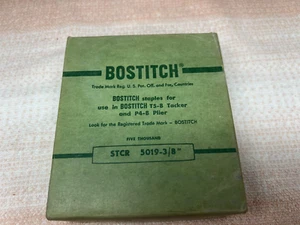 BOSTITCH®
Trade Mark Reg. U. S. Pat. Off. and For. Countries
BOSTITCH staples for
use in BOSTITCH T5-8 Tacker
and P4-8 Plier
Look for the Registered Trade Mark — BOSTITCH
FIVE THOUSAND
STCR 5019-3/8"